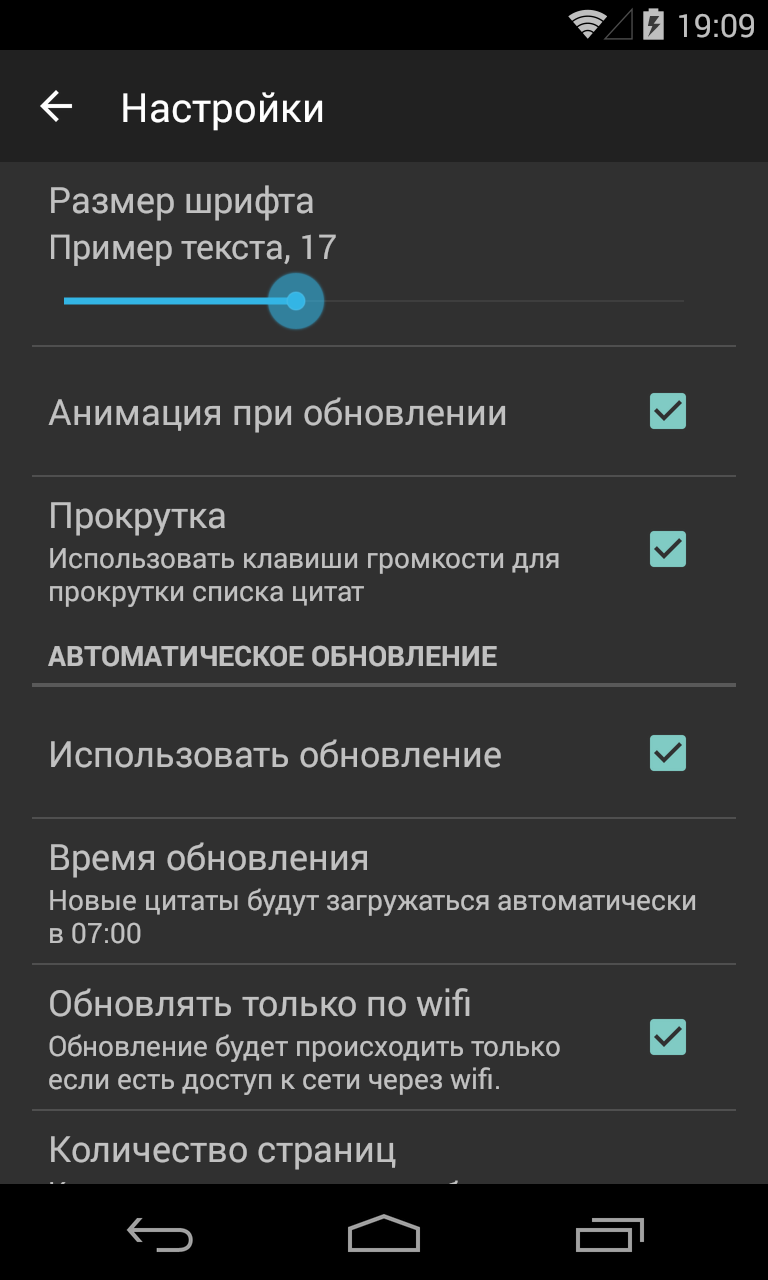 19:09
Настройки
Размер шрифта
Пример текста, 17
Анимация при обновлении
Прокрутка
Использовать клавиши громкости для
прокрутки списка цитат
АВТОМАТИЧЕСКОЕ ОБНОВЛЕНИЕ
Использовать обновление
Время обновления
Новые цитаты будут загружаться автоматически
в 07:00
Обновлять только по wifi
Обновление будет происходить только
если есть доступ к сети через wifi.
Количество страниц